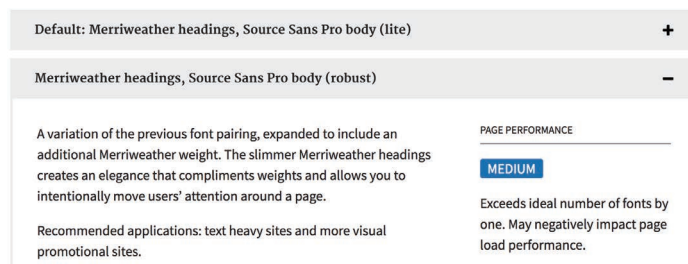 Default: Merriweather headings, Source Sans Pro body (lite)
Merriweather headings, Source Sans Pro body (robust)
A variation of the previous font pairing, expanded to include an
additional Merriweather weight. The slimmer Merriweather headings
creates an elegance that compliments weights and allows you to
intentionally move users’ attention around a page.
Recommended applications: text heavy sites and more visual
promotional sites.
PAGE PERFORMANCE
MEDIUM
Exceeds ideal number of fonts by
one. May negatively impact page
load performance.